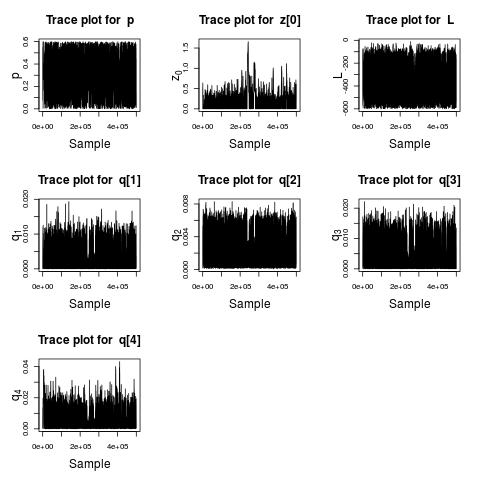 Trace plot for p
Trace plot for z[0]
Trace plot for L
p
0.0
0.2
0.4
0.6
0e+00
2e+05
4e+05
Sample
z0
0.0
0.5
1.0
1.5
0e+00
2e+05
4e+05
Sample
L
-600
-400
-200
0
0e+00
2e+05
4e+05
Sample
Trace plot for q[1]
Trace plot for q[2]
Trace plot for q[3]
q1
0.000
0.010
0.020
0e+00
2e+05
4e+05
Sample
q2
0.000
0.004
0.008
0e+00
2e+05
4e+05
Sample
q3
0.000
0.010
0.020
0e+00
2e+05
4e+05
Sample
Trace plot for q[4]
q4
0.00
0.02
0.04
0e+00
2e+05
4e+05
Sample